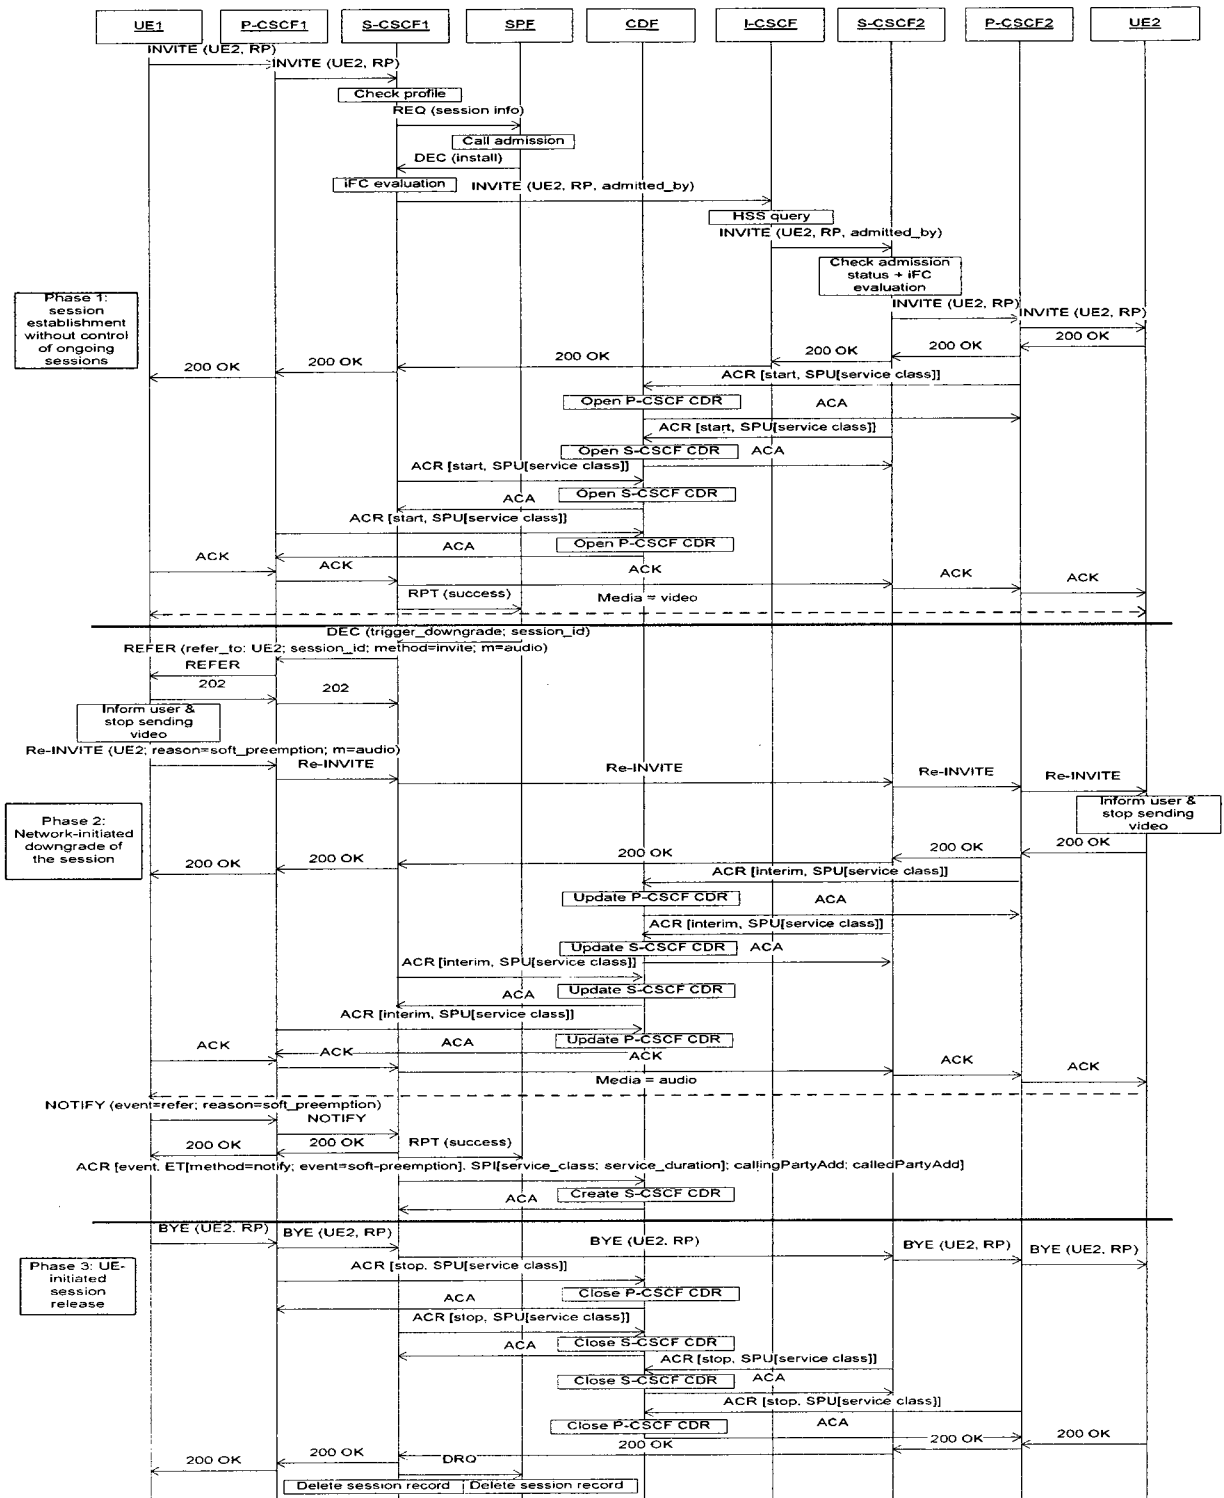 UE1 P-CSCF1 S-CSCF1 SPF CDF I-CSCF S-CSCF2 P-CSCF2 UE2
INVITE (UE2, RP)
INVITE (UE2, RP)
Check profile
REQ (session info)
Call admission
DEC (install)
iFC evaluation
INVITE (UE2, RP, admitted_by)
HSS query
INVITE (UE2, RP, admitted_by)
Check admission
status + iFC
evaluation
Phase 1:
session
establishment
without control
of ongoing
sessions
INVITE (UE2, RP)
INVITE (UE2, RP)
200 OK
200 OK
200 OK
200 OK
200 OK
200 OK
ACR [start, SPU[service class]]
Open P-CSCF CDR
ACA
ACR [start, SPU[service class]]
Open S-CSCF CDR
ACA
ACR [start, SPU[service class]]
Open S-CSCF CDR
ACA
ACR [start, SPU[service class]]
Open P-CSCF CDR
ACA
ACK
ACK
ACK
ACK
ACK
RPT (success)
Media = video
DEC (trigger_downgrade; session_id)
REFER (refer_to: UE2; session_id; method=invite; m=audio)
REFER
202
202
Inform user &
stop sending
video
Re-INVITE (UE2; reason=soft_preemption; m=audio)
Re-INVITE
Re-INVITE
Re-INVITE
Re-INVITE
Inform user &
stop sending
video
Phase 2:
Network-initiated
downgrade of
the session
200 OK
200 OK
200 OK
200 OK
200 OK
ACR [interim, SPU[service class]]
Update P-CSCF CDR
ACA
ACR [interim, SPU[service class]]
Update S-CSCF CDR
ACA
ACR [interim, SPU[service class]]
Update S-CSCF CDR
ACA
ACR [interim, SPU[service class]]
Update P-CSCF CDR
ACA
ACK
ACK
ACK
ACK
ACK
Media = audio
NOTIFY (event=refer; reason=soft_preemption)
NOTIFY
200 OK
200 OK
RPT (success)
ACR [event, ET[method=notify; event=soft-preemption], SPI[service_class; service_duration]; callingPartyAdd; calledPartyAdd]
Create S-CSCF CDR
ACA
BYE (UE2, RP)
BYE (UE2, RP)
BYE (UE2, RP)
BYE (UE2, RP)
BYE (UE2, RP)
Phase 3: UE-
initiated
session
release
ACR [stop, SPU[service class]]
Close P-CSCF CDR
ACA
ACR [stop, SPU[service class]]
Close S-CSCF CDR
ACA
ACR [stop, SPU[service class]]
Close S-CSCF CDR
ACA
ACR [stop, SPU[service class]]
Close P-CSCF CDR
ACA
200 OK
200 OK
200 OK
200 OK
200 OK
DRQ
Delete session record
Delete session record